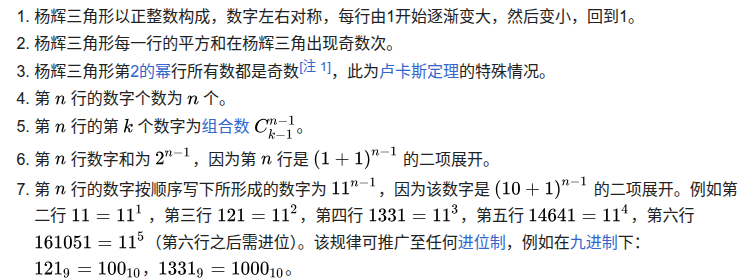 1. 杨辉三角形以正整数构成，数字左右对称，每行由1开始逐渐变大，然后变小，回到1。
2. 杨辉三角形每一行的平方和在杨辉三角出现奇数次。
3. 杨辉三角形第2的幂行所有数都是奇数[注 1]，此为卢卡斯定理的特殊情况。
4. 第 n 行的数字个数为 n 个。
5. 第 n 行的第 k 个数字为组合数 C_{k-1}^{n-1}。
6. 第 n 行数字和为 2^{n-1}，因为第 n 行是 (1 + 1)^{n-1} 的二项展开。
7. 第 n 行的数字按顺序写下所形成的数字为 11^{n-1}，因为该数字是 (10 + 1)^{n-1} 的二项展开。例如第
二行 11 = 11^1 ，第三行 121 = 11^2，第四行 1331 = 11^3，第五行 14641 = 11^4，第六行
161051 = 11^5（第六行之后需进位）。该规律可推广至任何进位制，例如在九进制下：
121_9 = 100_{10}，1331_9 = 1000_{10}。